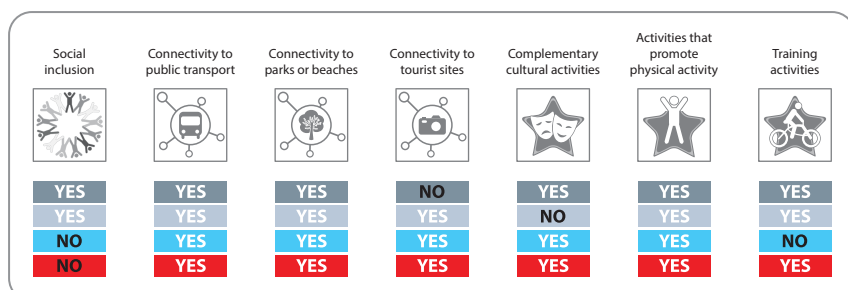 Social
inclusion
Connectivity to
public transport
Connectivity to
parks or beaches
Connectivity to
tourist sites
Complementary
cultural activities
Activities that
promote
physical activity
Training
activities
YES YES YES NO YES YES YES
YES YES YES YES NO YES YES
NO YES YES YES YES YES NO
NO YES YES YES YES YES YES